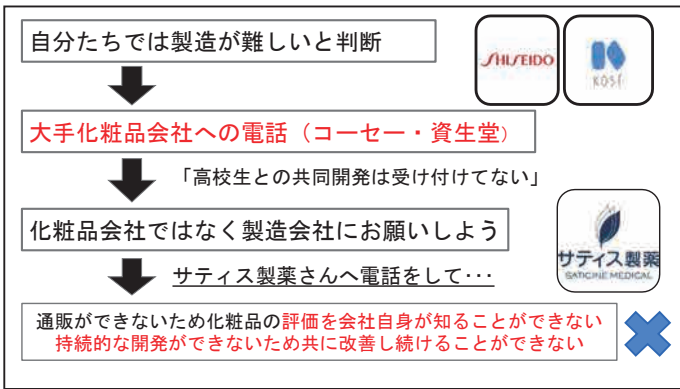 自分たちでは製造が難しいと判断
SHISEIDO
KOSÉ
大手化粧品会社への電話（コーセー・資生堂）
「高校生との共同開発は受け付けてない」
化粧品会社ではなく製造会社にお願いしよう
サティス製薬
SATICINE MEDICAL
サティス製薬さんへ電話をして･･･
通販ができないため化粧品の評価を会社自身が知ることができない
持続的な開発ができないため共に改善し続けることができない